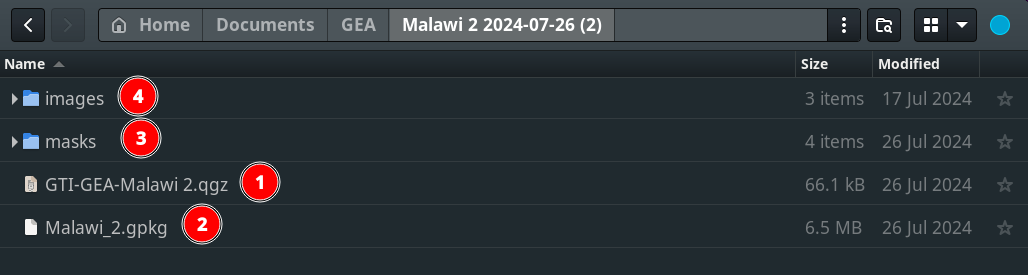 Home Documents GEA Malawi 2 2024-07-26 (2)
Name Size Modified
images 4 3 items 17 Jul 2024
masks 3 4 items 26 Jul 2024
GTI-GEA-Malawi 2.qgz 1 66.1 kB 26 Jul 2024
Malawi_2.gpkg 2 6.5 MB 26 Jul 2024